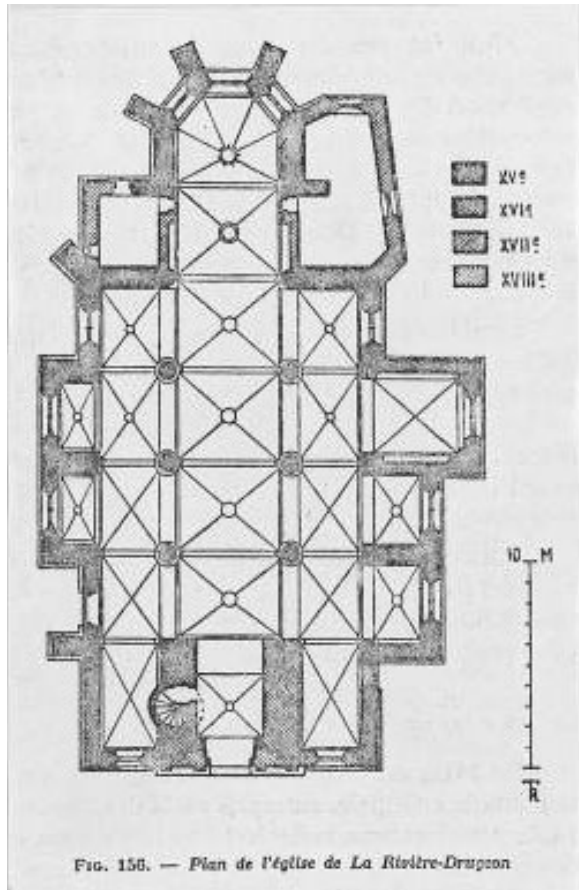 XVe
XVIe
XVIIe
XVIIIe
10 M
FIG. 156. — Plan de l'église de La Rivière-Drugeon